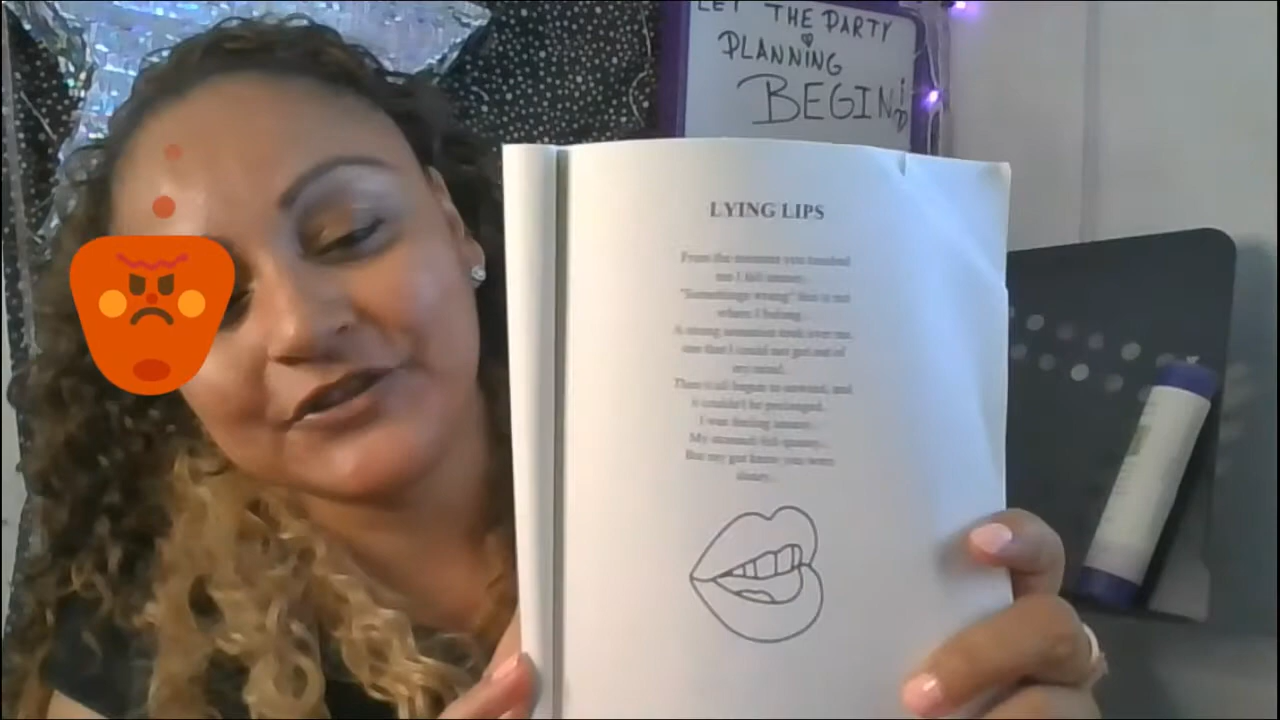 LET THE PARTY
PLANNING
BEGIN!
LYING LIPS
From the moment you touched
me I felt
"Somethings wrong" this is not
where I belong.
A strong sensation took over me,
one that I could not get out of
my mind.
Then it all began to unwind, and
it couldn't be prolonged.
I was feeling
My stomach felt queasy.
But my gut knew you were